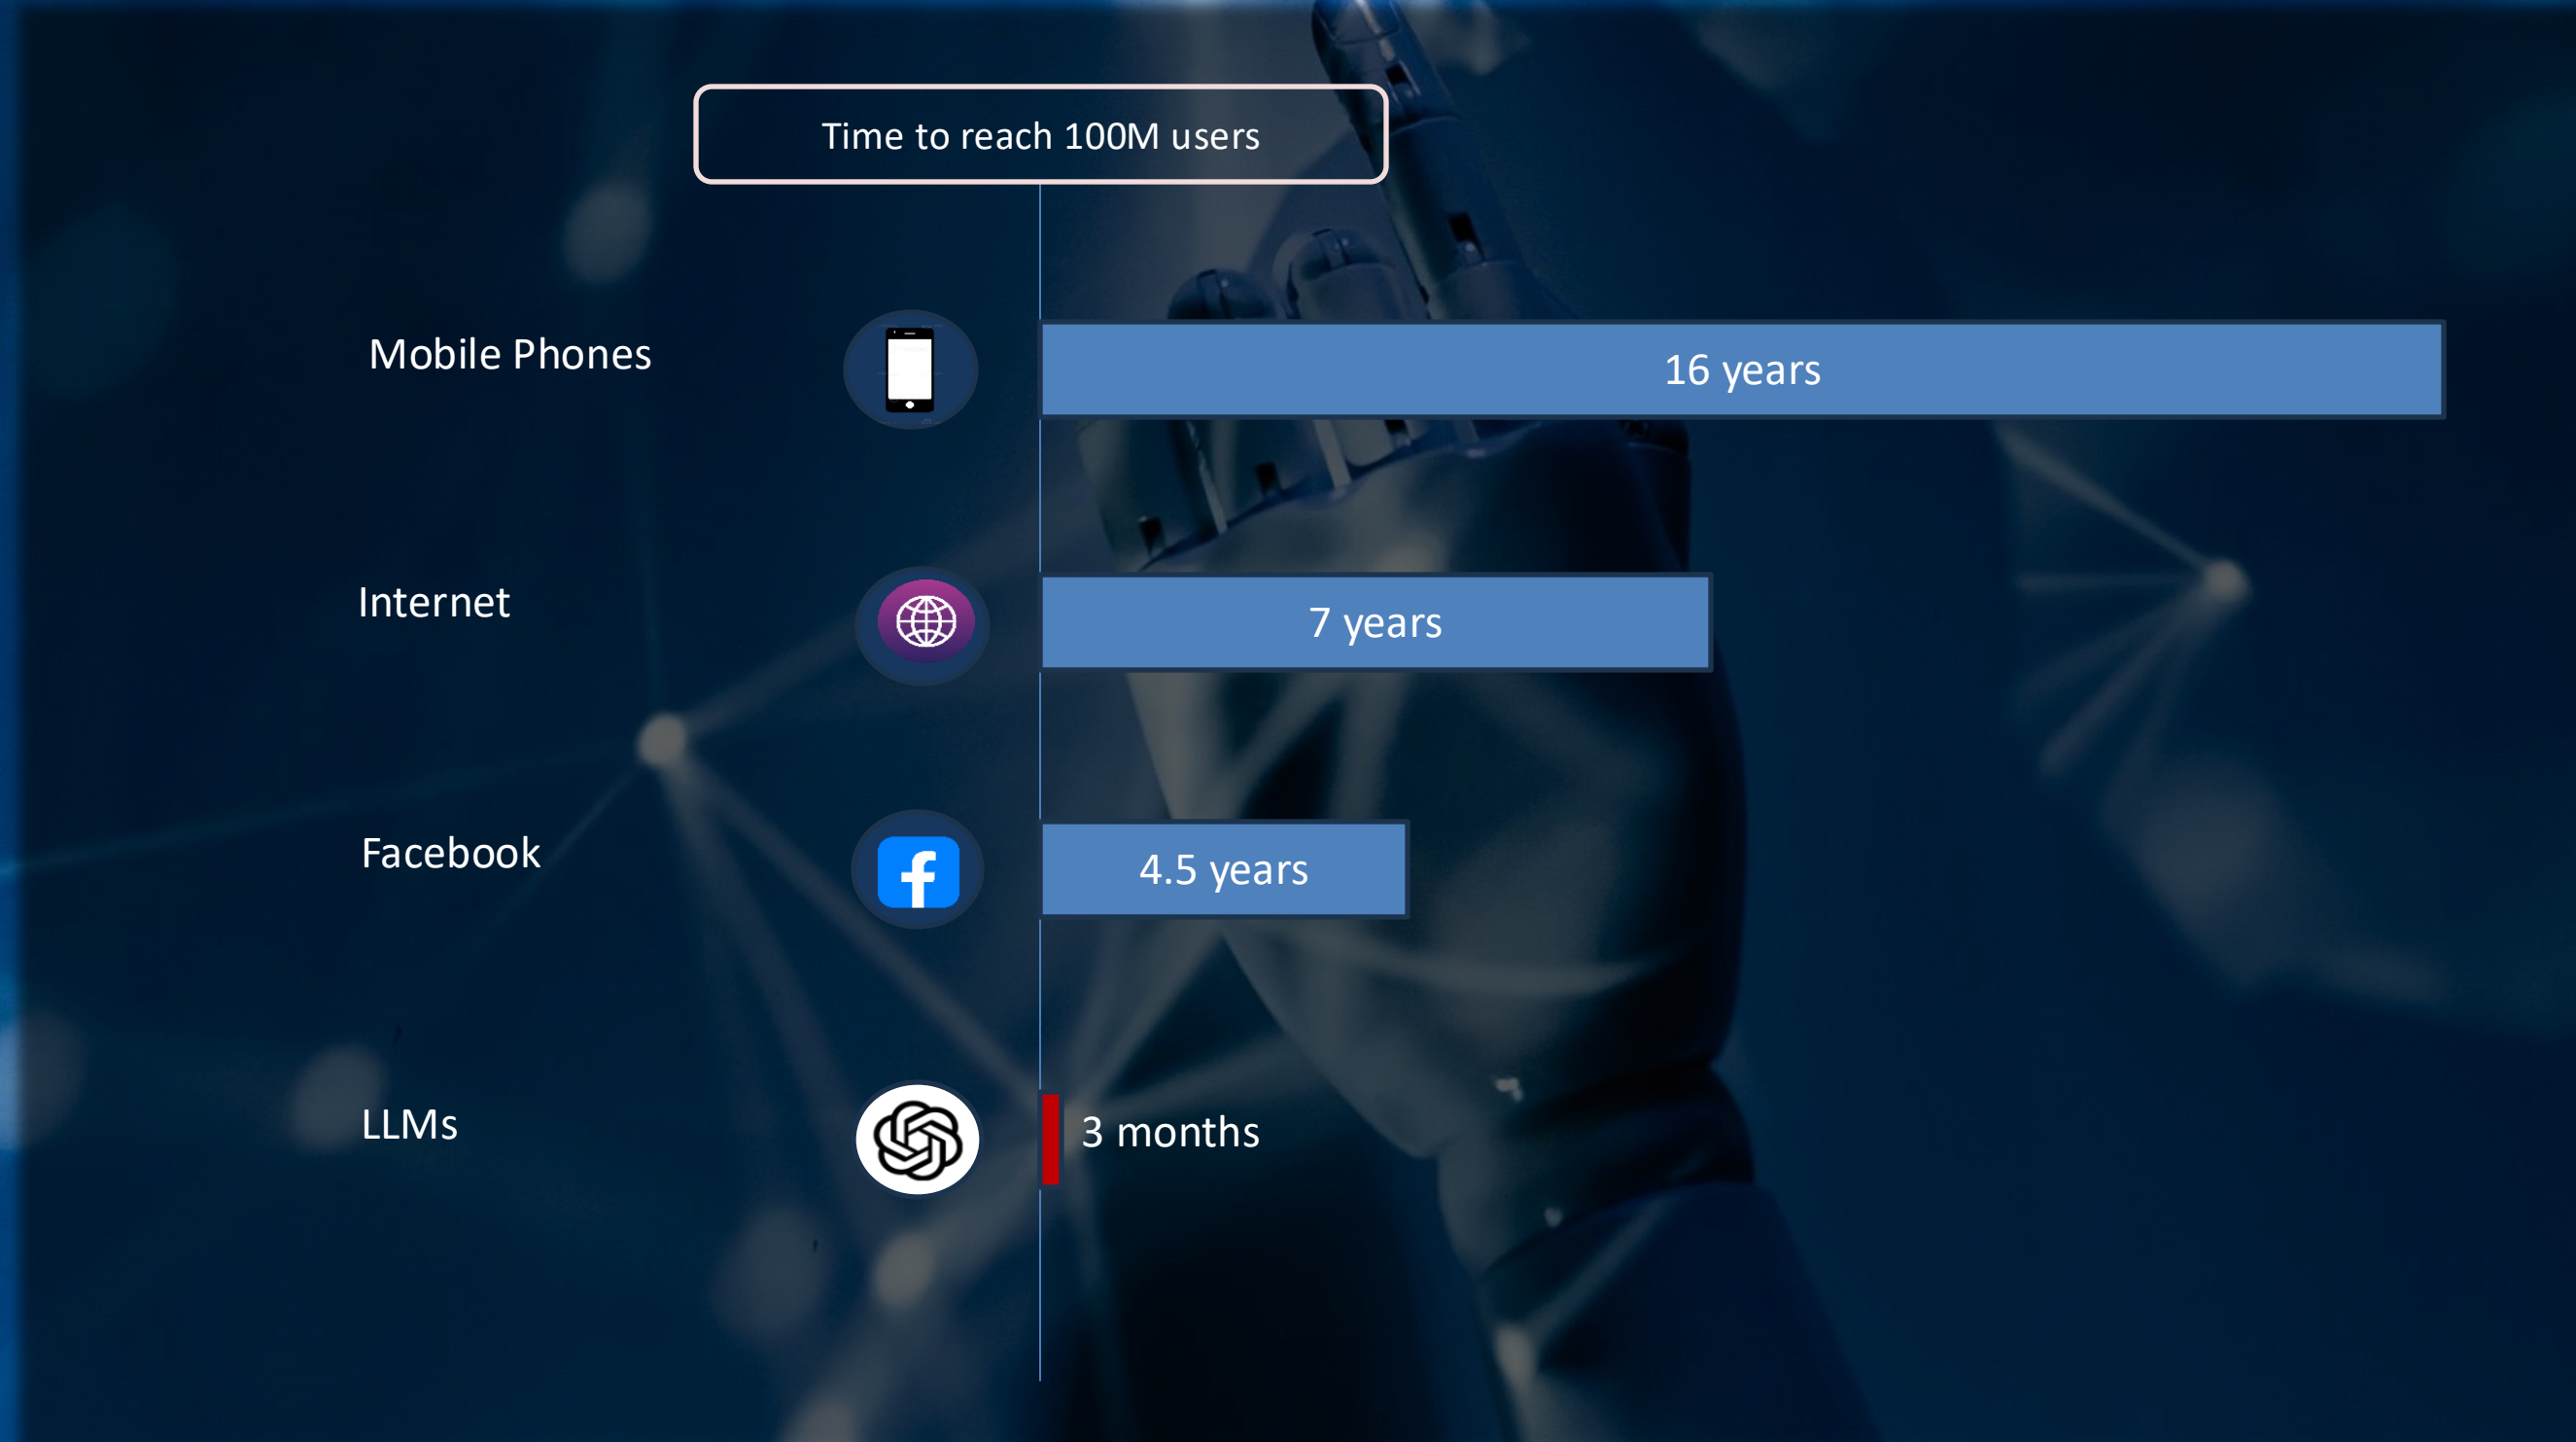 Time to reach 100M users
Mobile Phones
16 years
Internet
7 years
Facebook
4.5 years
LLMs
3 months